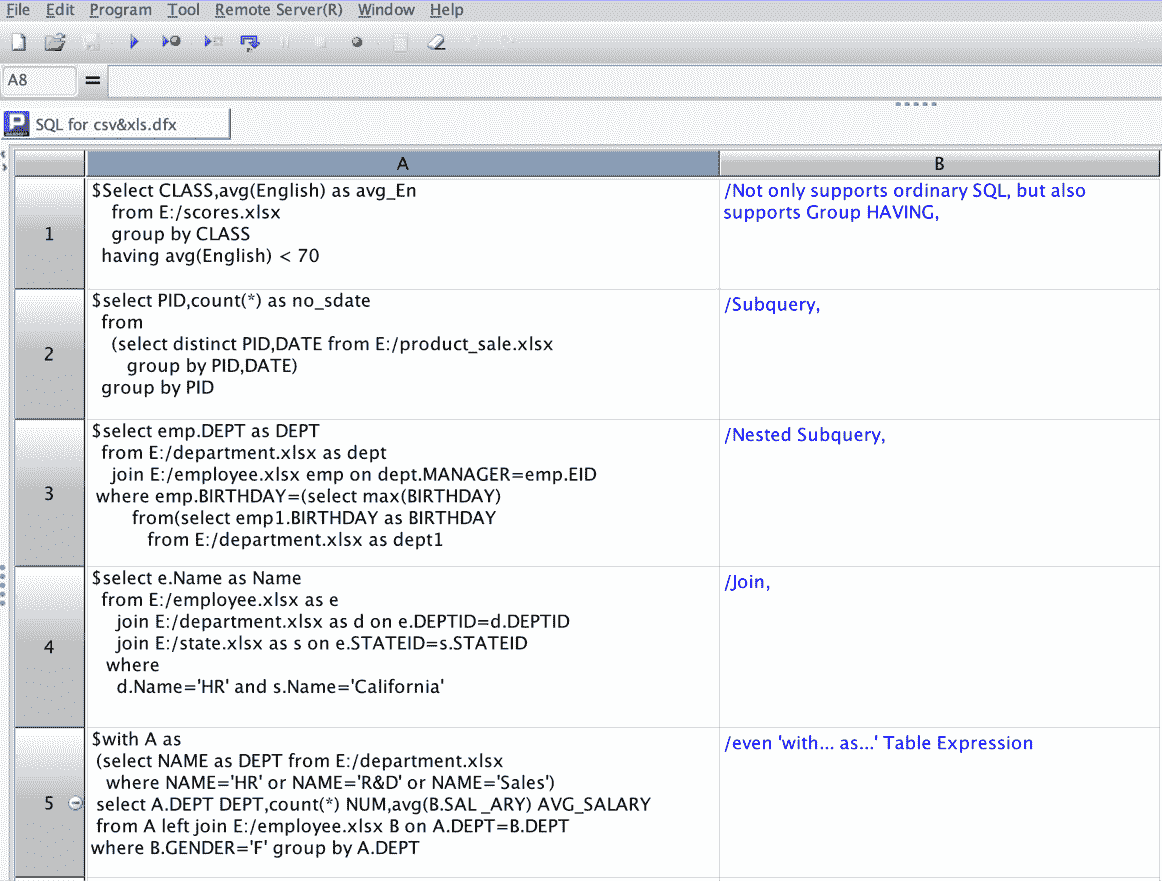 File Edit Program Tool Remote Server(R) Window Help
A8 =
P SQL for csv&xls.dfx
A B
1
$Select CLASS,avg(English) as avg_En
from E:/scores.xlsx
group by CLASS
having avg(English) < 70
/Not only supports ordinary SQL, but also
supports Group HAVING,
2
$select PID,count(*) as no_sdate
from
(select distinct PID,DATE from E:/product_sale.xlsx
group by PID,DATE)
group by PID
/Subquery,
3
$select emp.DEPT as DEPT
from E:/department.xlsx as dept
join E:/employee.xlsx emp on dept.MANAGER=emp.EID
where emp.BIRTHDAY=(select max(BIRTHDAY)
from(select emp1.BIRTHDAY as BIRTHDAY
from E:/department.xlsx as dept1
/Nested Subquery,
4
$select e.Name as Name
from E:/employee.xlsx as e
join E:/department.xlsx as d on e.DEPTID=d.DEPTID
join E:/state.xlsx as s on e.STATEID=s.STATEID
where
d.Name='HR' and s.Name='California'
/Join,
5
$with A as
(select NAME as DEPT from E:/department.xlsx
where NAME='HR' or NAME='R&D' or NAME='Sales')
select A.DEPT DEPT,count(*) NUM,avg(B.SAL _ARY) AVG_SALARY
from A left join E:/employee.xlsx B on A.DEPT=B.DEPT
where B.GENDER='F' group by A.DEPT
/even 'with... as...' Table Expression